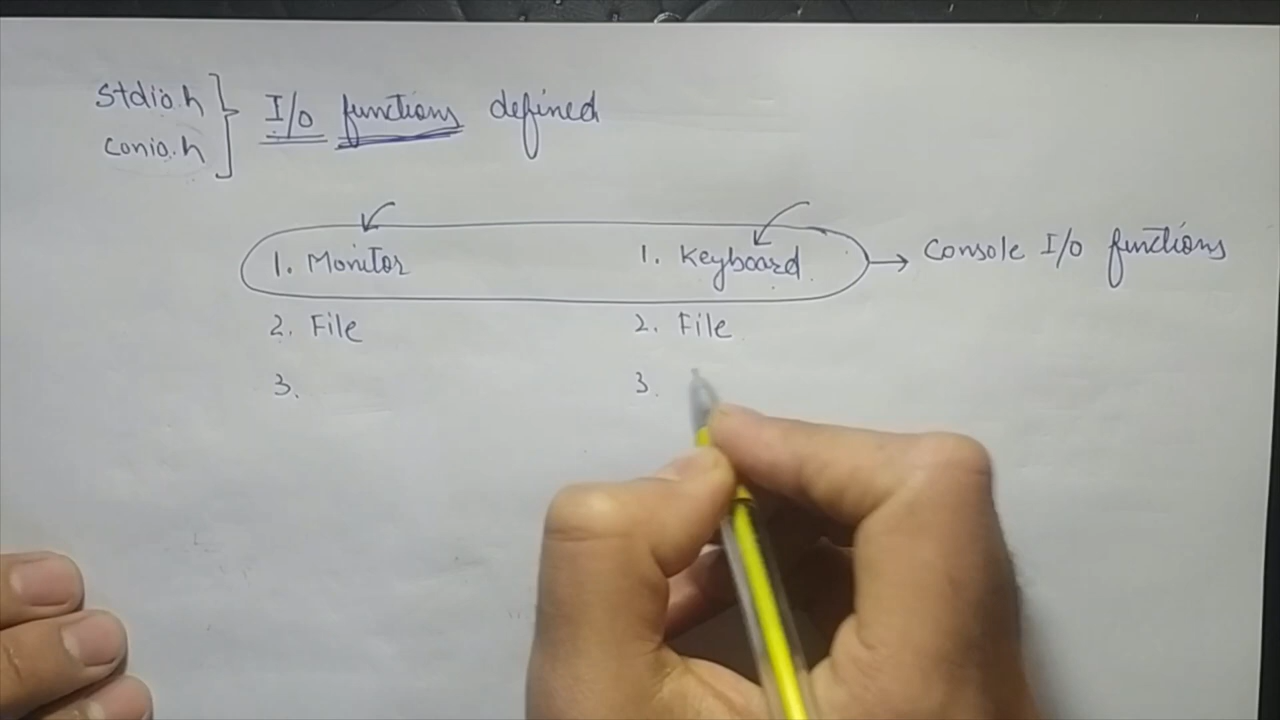 stdio.h
conio.h
I/o functions defined
1. Monitor 1. Keyboard → Console I/o functions
2. File 2. File
3. 3.